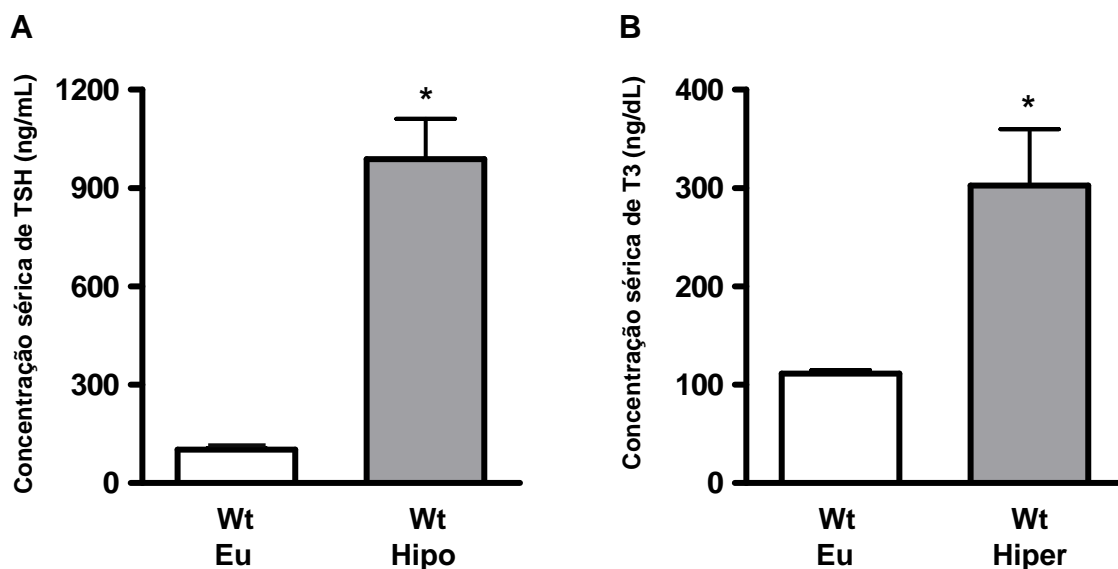 A
Concentração sérica de TSH (ng/mL)
1200
900
600
300
0
*
Wt
Eu
Wt
Hipo
B
Concentração sérica de T3 (ng/dL)
400
300
200
100
0
*
Wt
Eu
Wt
Hiper